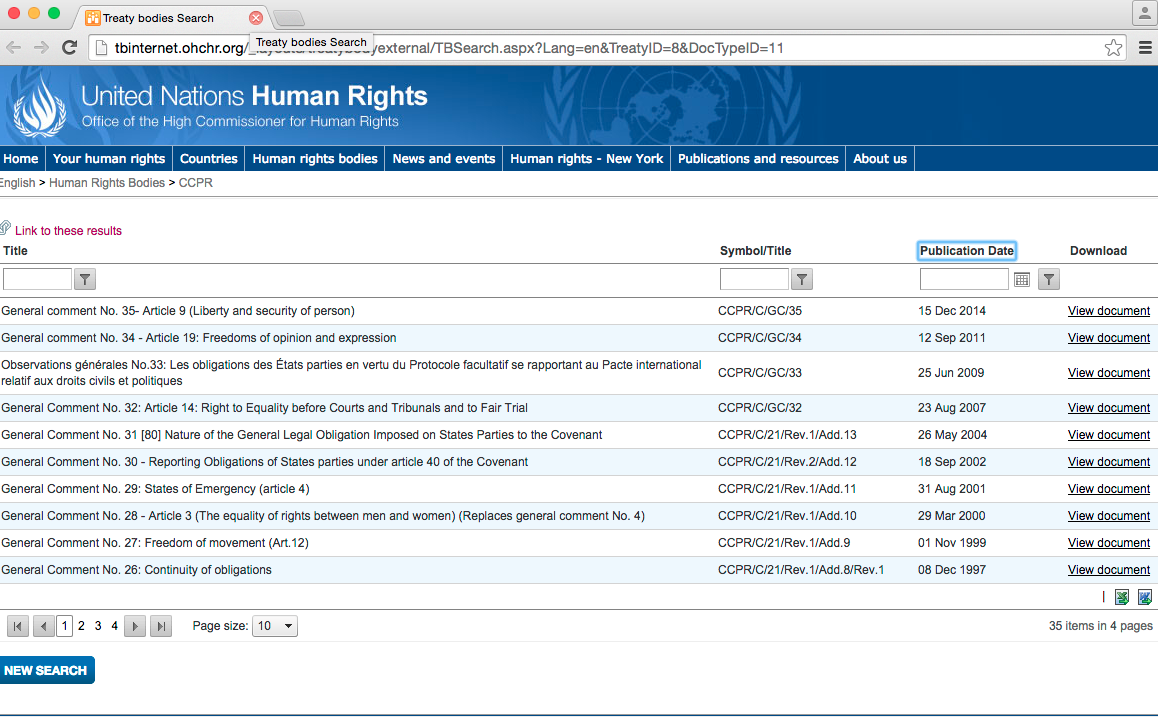 Treaty bodies Search
tbinternet.ohchr.org/_layouts/treatybodyexternal/TBSearch.aspx?Lang=en&TreatyID=8&DocTypeID=11
Treaty bodies Search
United Nations Human Rights
Office of the High Commissioner for Human Rights
Home Your human rights Countries Human rights bodies News and events Human rights - New York Publications and resources About us
English > Human Rights Bodies > CCPR
Link to these results
Title Symbol/Title Publication Date Download
General comment No. 35- Article 9 (Liberty and security of person) CCPR/C/GC/35 15 Dec 2014 View document
General comment No. 34 - Article 19: Freedoms of opinion and expression CCPR/C/GC/34 12 Sep 2011 View document
Observations générales No.33: Les obligations des États parties en vertu du Protocole facultatif se rapportant au Pacte international
relatif aux droits civils et politiques CCPR/C/GC/33 25 Jun 2009 View document
General Comment No. 32: Article 14: Right to Equality before Courts and Tribunals and to Fair Trial CCPR/C/GC/32 23 Aug 2007 View document
General Comment No. 31 [80] Nature of the General Legal Obligation Imposed on States Parties to the Covenant CCPR/C/21/Rev.1/Add.13 26 May 2004 View document
General Comment No. 30 - Reporting Obligations of States parties under article 40 of the Covenant CCPR/C/21/Rev.2/Add.12 18 Sep 2002 View document
General Comment No. 29: States of Emergency (article 4) CCPR/C/21/Rev.1/Add.11 31 Aug 2001 View document
General Comment No. 28 - Article 3 (The equality of rights between men and women) (Replaces general comment No. 4) CCPR/C/21/Rev.1/Add.10 29 Mar 2000 View document
General Comment No. 27: Freedom of movement (Art.12) CCPR/C/21/Rev.1/Add.9 01 Nov 1999 View document
General Comment No. 26: Continuity of obligations CCPR/C/21/Rev.1/Add.8/Rev.1 08 Dec 1997 View document
|
1 2 3 4 Page size: 10 35 items in 4 pages
NEW SEARCH